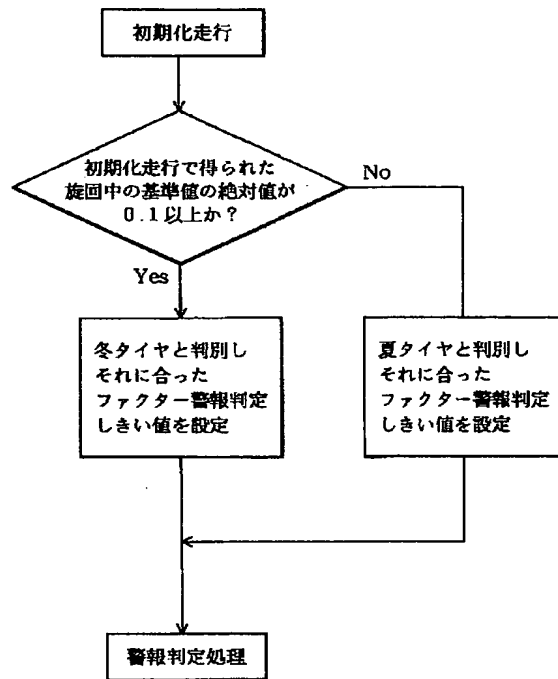 初期化走行
初期化走行で得られた
旋回中の基準値の絶対値が
0.1以上か?
No
Yes
冬タイヤと判別し
それに合った
ファクター警報判定
しきい値を設定
夏タイヤと判別し
それに合った
ファクター警報判定
しきい値を設定
警報判定処理